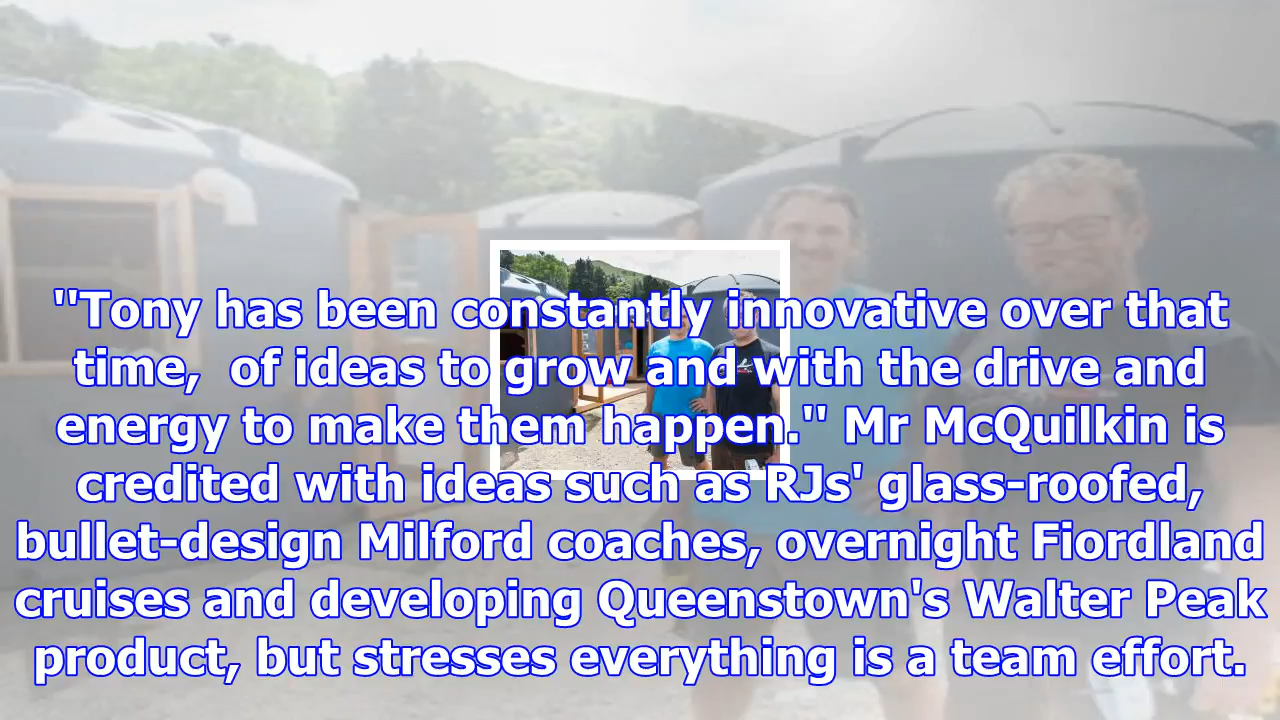 "Tony has been constantly innovative over that
time,  of ideas to grow and with the drive and
energy to make them happen." Mr McQuilkin is
credited with ideas such as RJs' glass-roofed,
bullet-design Milford coaches, overnight Fiordland
cruises and developing Queenstown's Walter Peak
product, but stresses everything is a team effort.